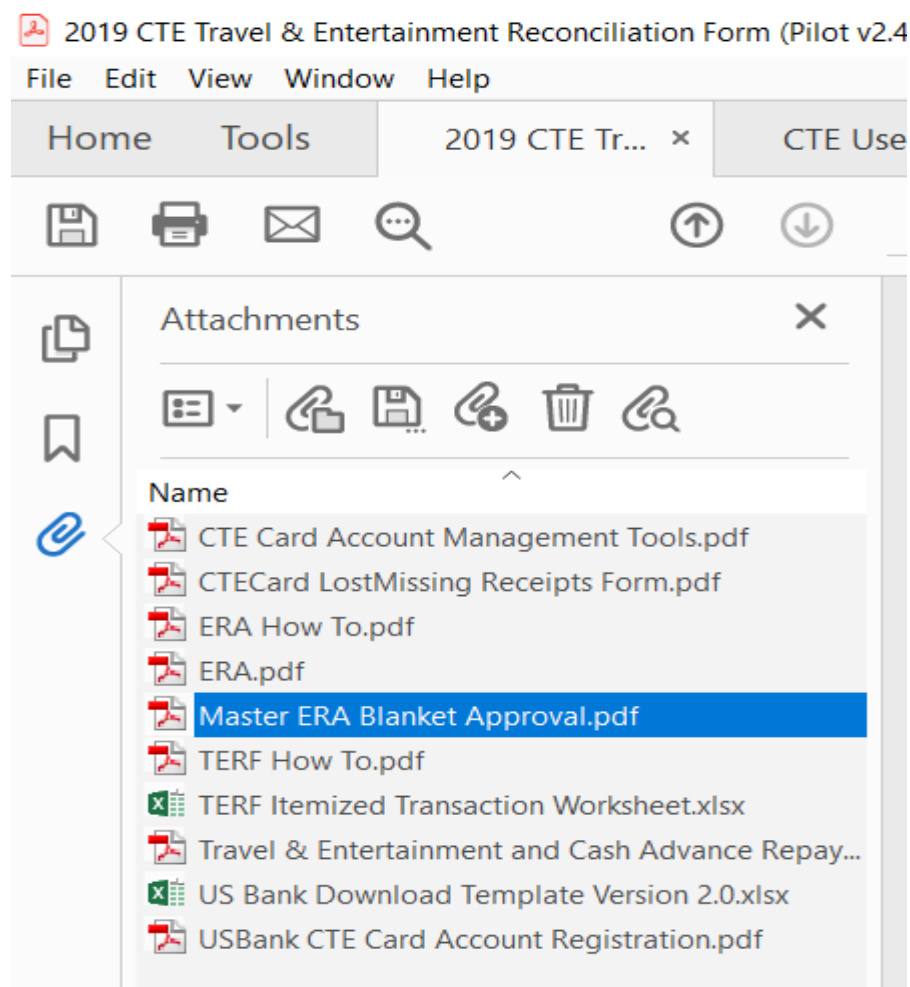 2019 CTE Travel & Entertainment Reconciliation Form (Pilot v2.4
File Edit View Window Help
Home Tools 2019 CTE Tr... × CTE Use
Attachments
Name
CTE Card Account Management Tools.pdf
CTECard LostMissing Receipts Form.pdf
ERA How To.pdf
ERA.pdf
Master ERA Blanket Approval.pdf
TERF How To.pdf
TERF Itemized Transaction Worksheet.xlsx
Travel & Entertainment and Cash Advance Repay...
US Bank Download Template Version 2.0.xlsx
USBank CTE Card Account Registration.pdf